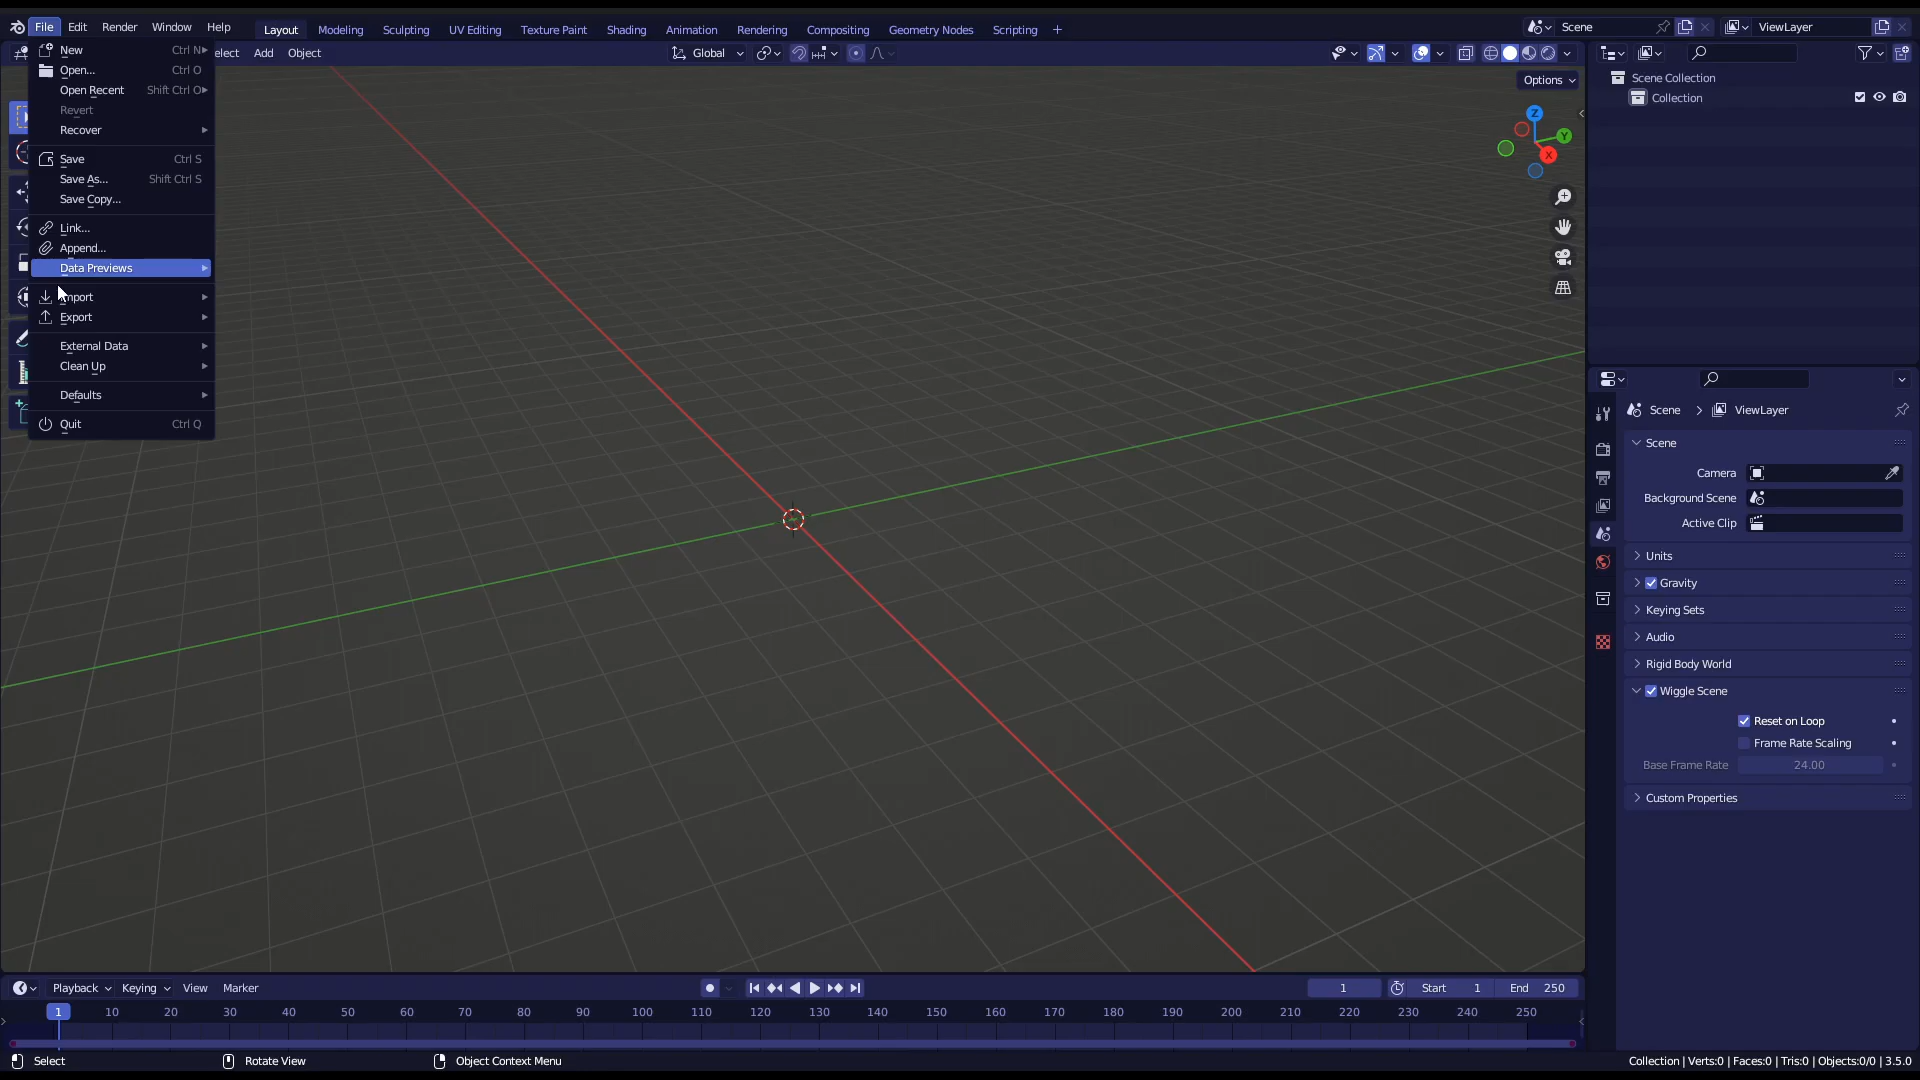 File Edit Render Window Help Layout Modeling Sculpting UV Editing Texture Paint Shading Animation Rendering Compositing Geometry Nodes Scripting + Scene ViewLayer
elect Add Object Global
Options
New Ctrl N
Open... Ctrl O
Open Recent Shift Ctrl O
Revert
Recover
Save Ctrl S
Save As... Shift Ctrl S
Save Copy...
Link...
Append...
Data Previews
Import
Export
External Data
Clean Up
Defaults
Quit Ctrl Q
Z
Y
X
Scene Collection
Collection
Scene > ViewLayer
Scene
Camera
Background Scene
Active Clip
Units
Gravity
Keying Sets
Audio
Rigid Body World
Wiggle Scene
Reset on Loop
Frame Rate Scaling
Base Frame Rate 24.00
Custom Properties
Playback Keying View Marker 1 Start 1 End 250
1 10 20 30 40 50 60 70 80 90 100 110 120 130 140 150 160 170 180 190 200 210 220 230 240 250
Select Rotate View Object Context Menu Collection | Verts:0 | Faces:0 | Tris:0 | Objects:0/0 | 3.5.0